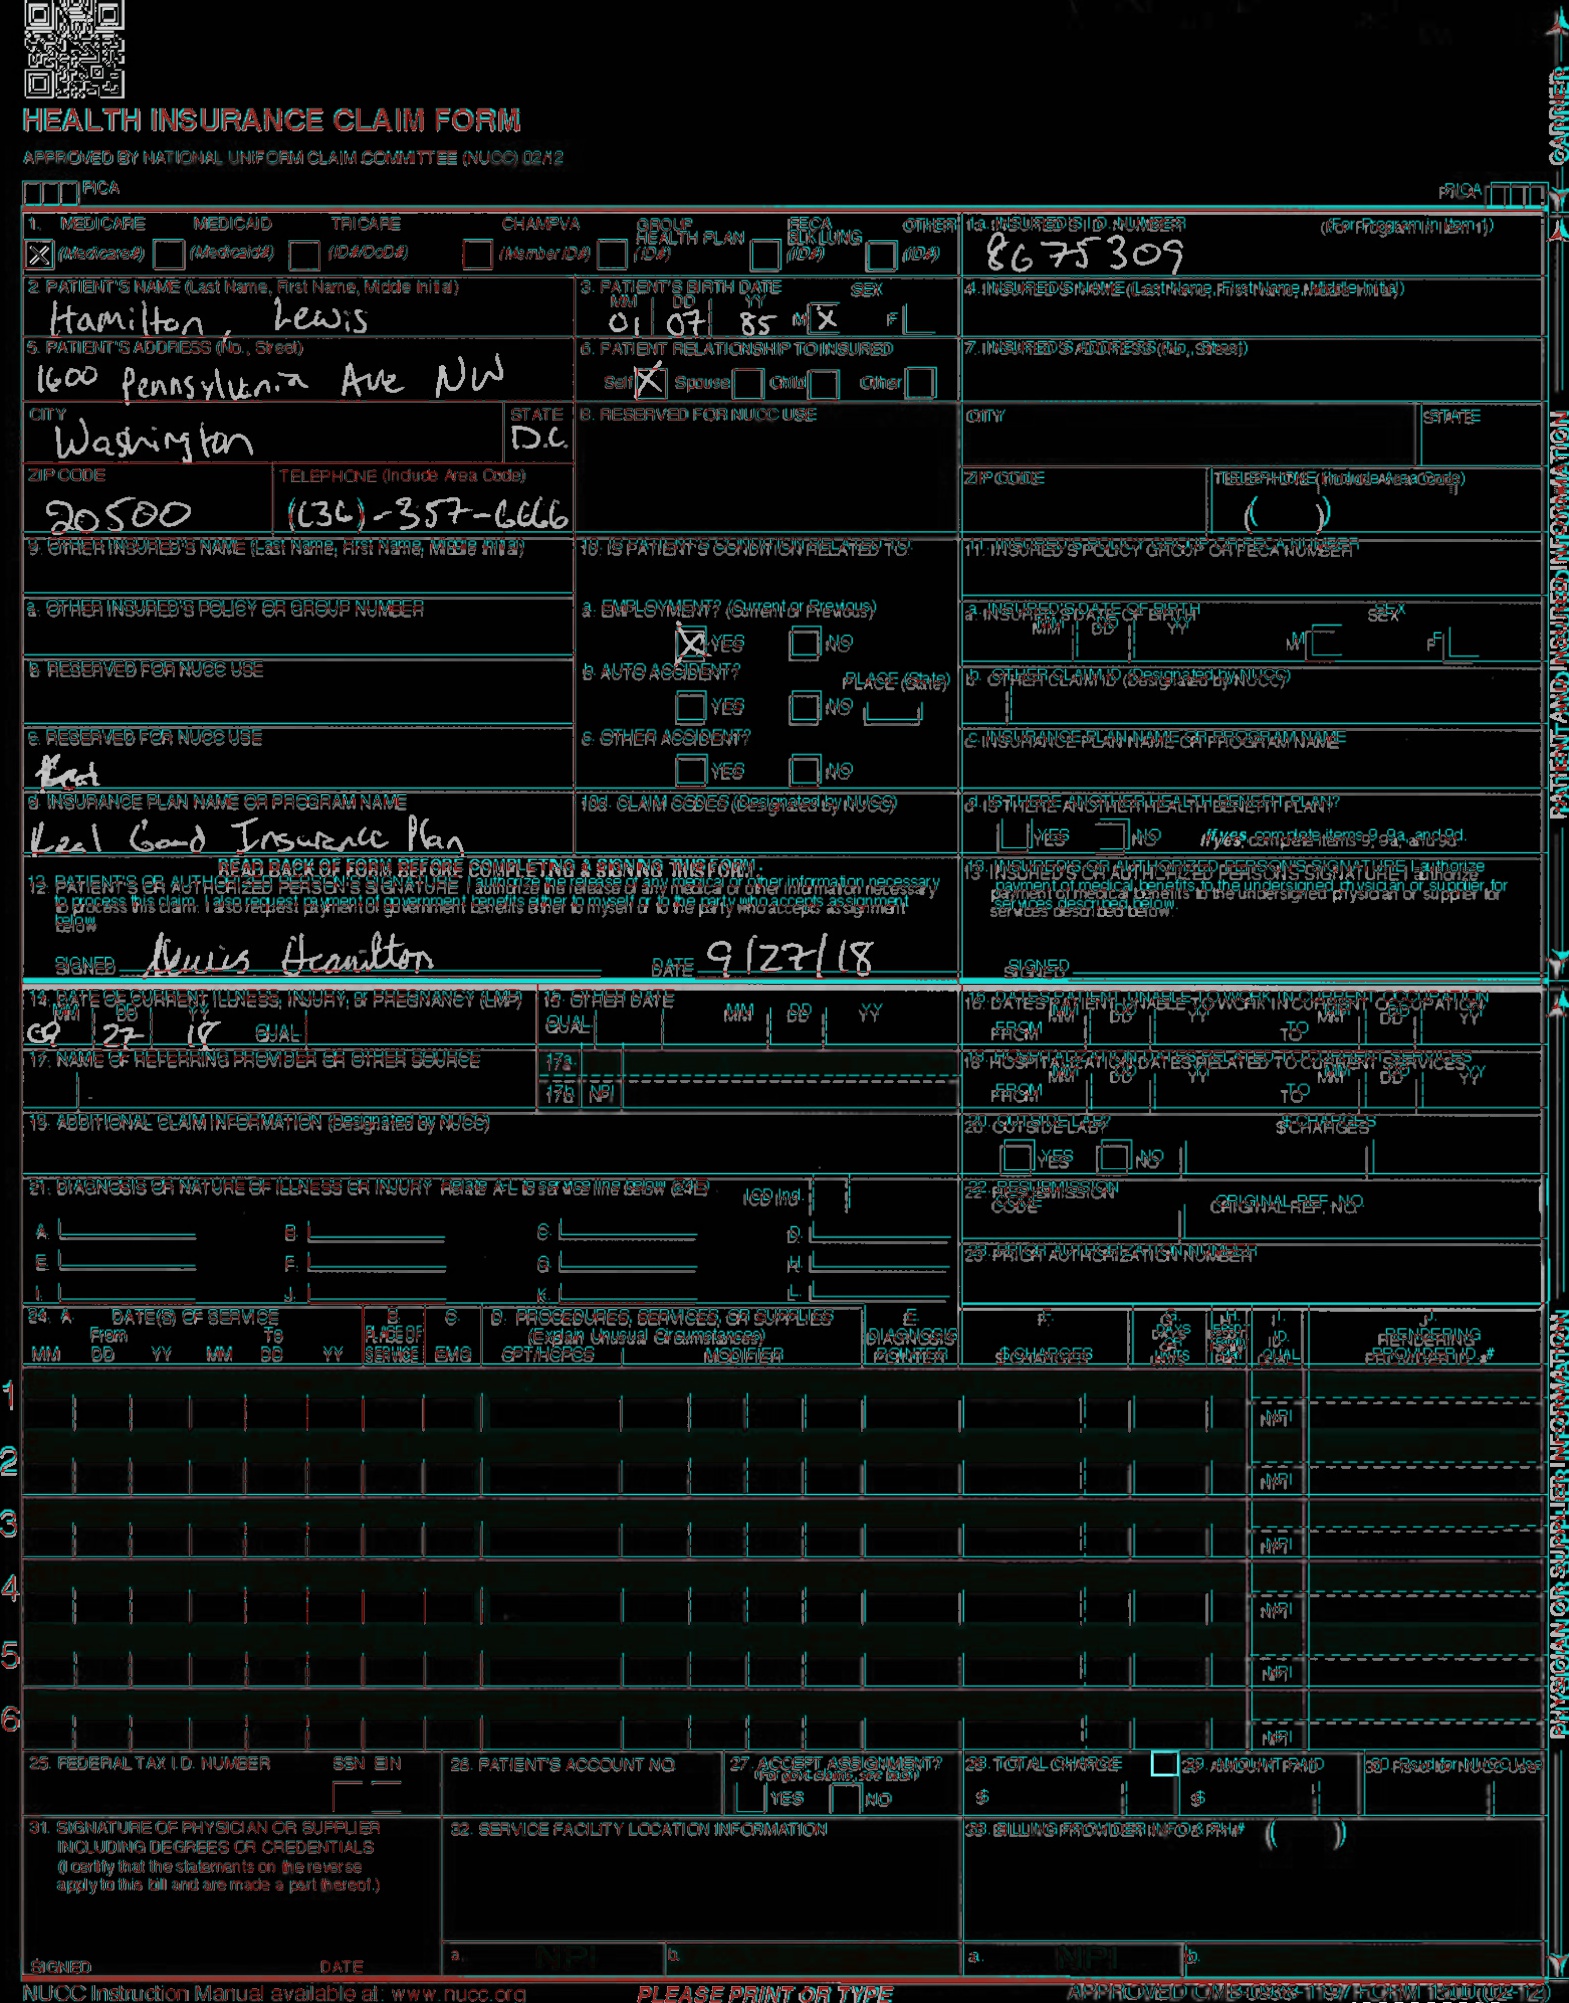 HEALTH INSURANCE CLAIM FORM
APPROVED BY NATIONAL UNIFORM CLAIM COMMITTEE (NUCC) 02/12
PICA
PICA
CARRIER
1. MEDICARE MEDICAID TRICARE CHAMPVA GROUP HEALTH PLAN FECA BLK LUNG OTHER
(Medicare#) (Medicaid#) (ID#/DoD#) (Member ID#) (ID#) (ID#) (ID#)
1a. INSURED'S I.D. NUMBER (For Program in Item 1)
8675309
2. PATIENT'S NAME (Last Name, First Name, Middle Initial)
Hamilton, Lewis
3. PATIENT'S BIRTH DATE SEX
MM DD YY
01 07 85 M X F
4. INSURED'S NAME (Last Name, First Name, Middle Initial)
5. PATIENT'S ADDRESS (No., Street)
1600 Pennsylvania Ave NW
6. PATIENT RELATIONSHIP TO INSURED
Self X Spouse Child Other
7. INSURED'S ADDRESS (No., Street)
CITY STATE
Washington D.C.
8. RESERVED FOR NUCC USE
CITY STATE
ZIP CODE TELEPHONE (Include Area Code)
20500 -357-6666
ZIP CODE TELEPHONE (Include Area Code)
( )
9. OTHER INSURED'S NAME (Last Name, First Name, Middle Initial)
10. IS PATIENT'S CONDITION RELATED TO:
11. INSURED'S POLICY GROUP OR FECA NUMBER
a. OTHER INSURED'S POLICY OR GROUP NUMBER
a. EMPLOYMENT? (Current or Previous)
X YES NO
a. INSURED'S DATE OF BIRTH SEX
MM DD YY M F
b. RESERVED FOR NUCC USE
b. AUTO ACCIDENT? PLACE (State)
YES NO
b. OTHER CLAIM ID (Designated by NUCC)
c. RESERVED FOR NUCC USE
c. OTHER ACCIDENT?
YES NO
c. INSURANCE PLAN NAME OR PROGRAM NAME
d. INSURANCE PLAN NAME OR PROGRAM NAME
Real Good Insurance Plan
10d. CLAIM CODES (Designated by NUCC)
d. IS THERE ANOTHER HEALTH BENEFIT PLAN?
YES NO If yes, complete items 9, 9a, and 9d.
PATIENT AND INSURED INFORMATION
READ BACK OF FORM BEFORE COMPLETING & SIGNING THIS FORM.
12. PATIENT'S OR AUTHORIZED PERSON'S SIGNATURE I authorize the release of any medical or other information necessary
to process this claim. I also request payment of government benefits either to myself or to the party who accepts assignment
below.
SIGNED Hamilton DATE 9/27/18
13. INSURED'S OR AUTHORIZED PERSON'S SIGNATURE I authorize
payment of medical benefits to the undersigned physician or supplier for
services described below.
SIGNED
14. DATE OF CURRENT ILLNESS, INJURY, or PREGNANCY (LMP)
MM DD YY
09 27 18 QUAL.
15. OTHER DATE
QUAL. MM DD YY
16. DATES PATIENT UNABLE TO WORK IN CURRENT OCCUPATION
MM DD YY MM DD YY
FROM TO
17. NAME OF REFERRING PROVIDER OR OTHER SOURCE
17a.
17b. NPI
18. HOSPITALIZATION DATES RELATED TO CURRENT SERVICES
MM DD YY MM DD YY
FROM TO
19. ADDITIONAL CLAIM INFORMATION (Designated by NUCC)
20. OUTSIDE LAB? $ CHARGES
YES NO
21. DIAGNOSIS OR NATURE OF ILLNESS OR INJURY Relate A-L to service line below (24E) ICD Ind.
A. B. C. D.
E. F. G. H.
I. J. K. L.
22. RESUBMISSION CODE ORIGINAL REF. NO.
23. PRIOR AUTHORIZATION NUMBER
24. A. DATE(S) OF SERVICE
From To
MM DD YY MM DD YY
B. PLACE OF SERVICE
C. EMG
D. PROCEDURES, SERVICES, OR SUPPLIES
(Explain Unusual Circumstances)
CPT/HCPCS MODIFIER
E. DIAGNOSIS POINTER
F. $ CHARGES
G. DAYS OR UNITS
H.
I. ID. QUAL.
J. RENDERING PROVIDER ID. #
1 NPI
2 NPI
3 NPI
4 NPI
5 NPI
6 NPI
PHYSICIAN OR SUPPLIER INFORMATION
25. FEDERAL TAX I.D. NUMBER SSN EIN
26. PATIENT'S ACCOUNT NO.
27. ACCEPT ASSIGNMENT?
(For govt. claims, see back)
YES NO
28. TOTAL CHARGE
$
29. AMOUNT PAID
$
30. Rsvd for NUCC Use
31. SIGNATURE OF PHYSICIAN OR SUPPLIER
INCLUDING DEGREES OR CREDENTIALS
(I certify that the statements on the reverse
apply to this bill and are made a part thereof.)
SIGNED DATE
32. SERVICE FACILITY LOCATION INFORMATION
a. NPI b.
33. BILLING PROVIDER INFO & PH# ( )
a. NPI b.
NUCC Instruction Manual available at: www.nucc.org
PLEASE PRINT OR TYPE
APPROVED OMB-0938-1197 FORM 1500 (02-12)